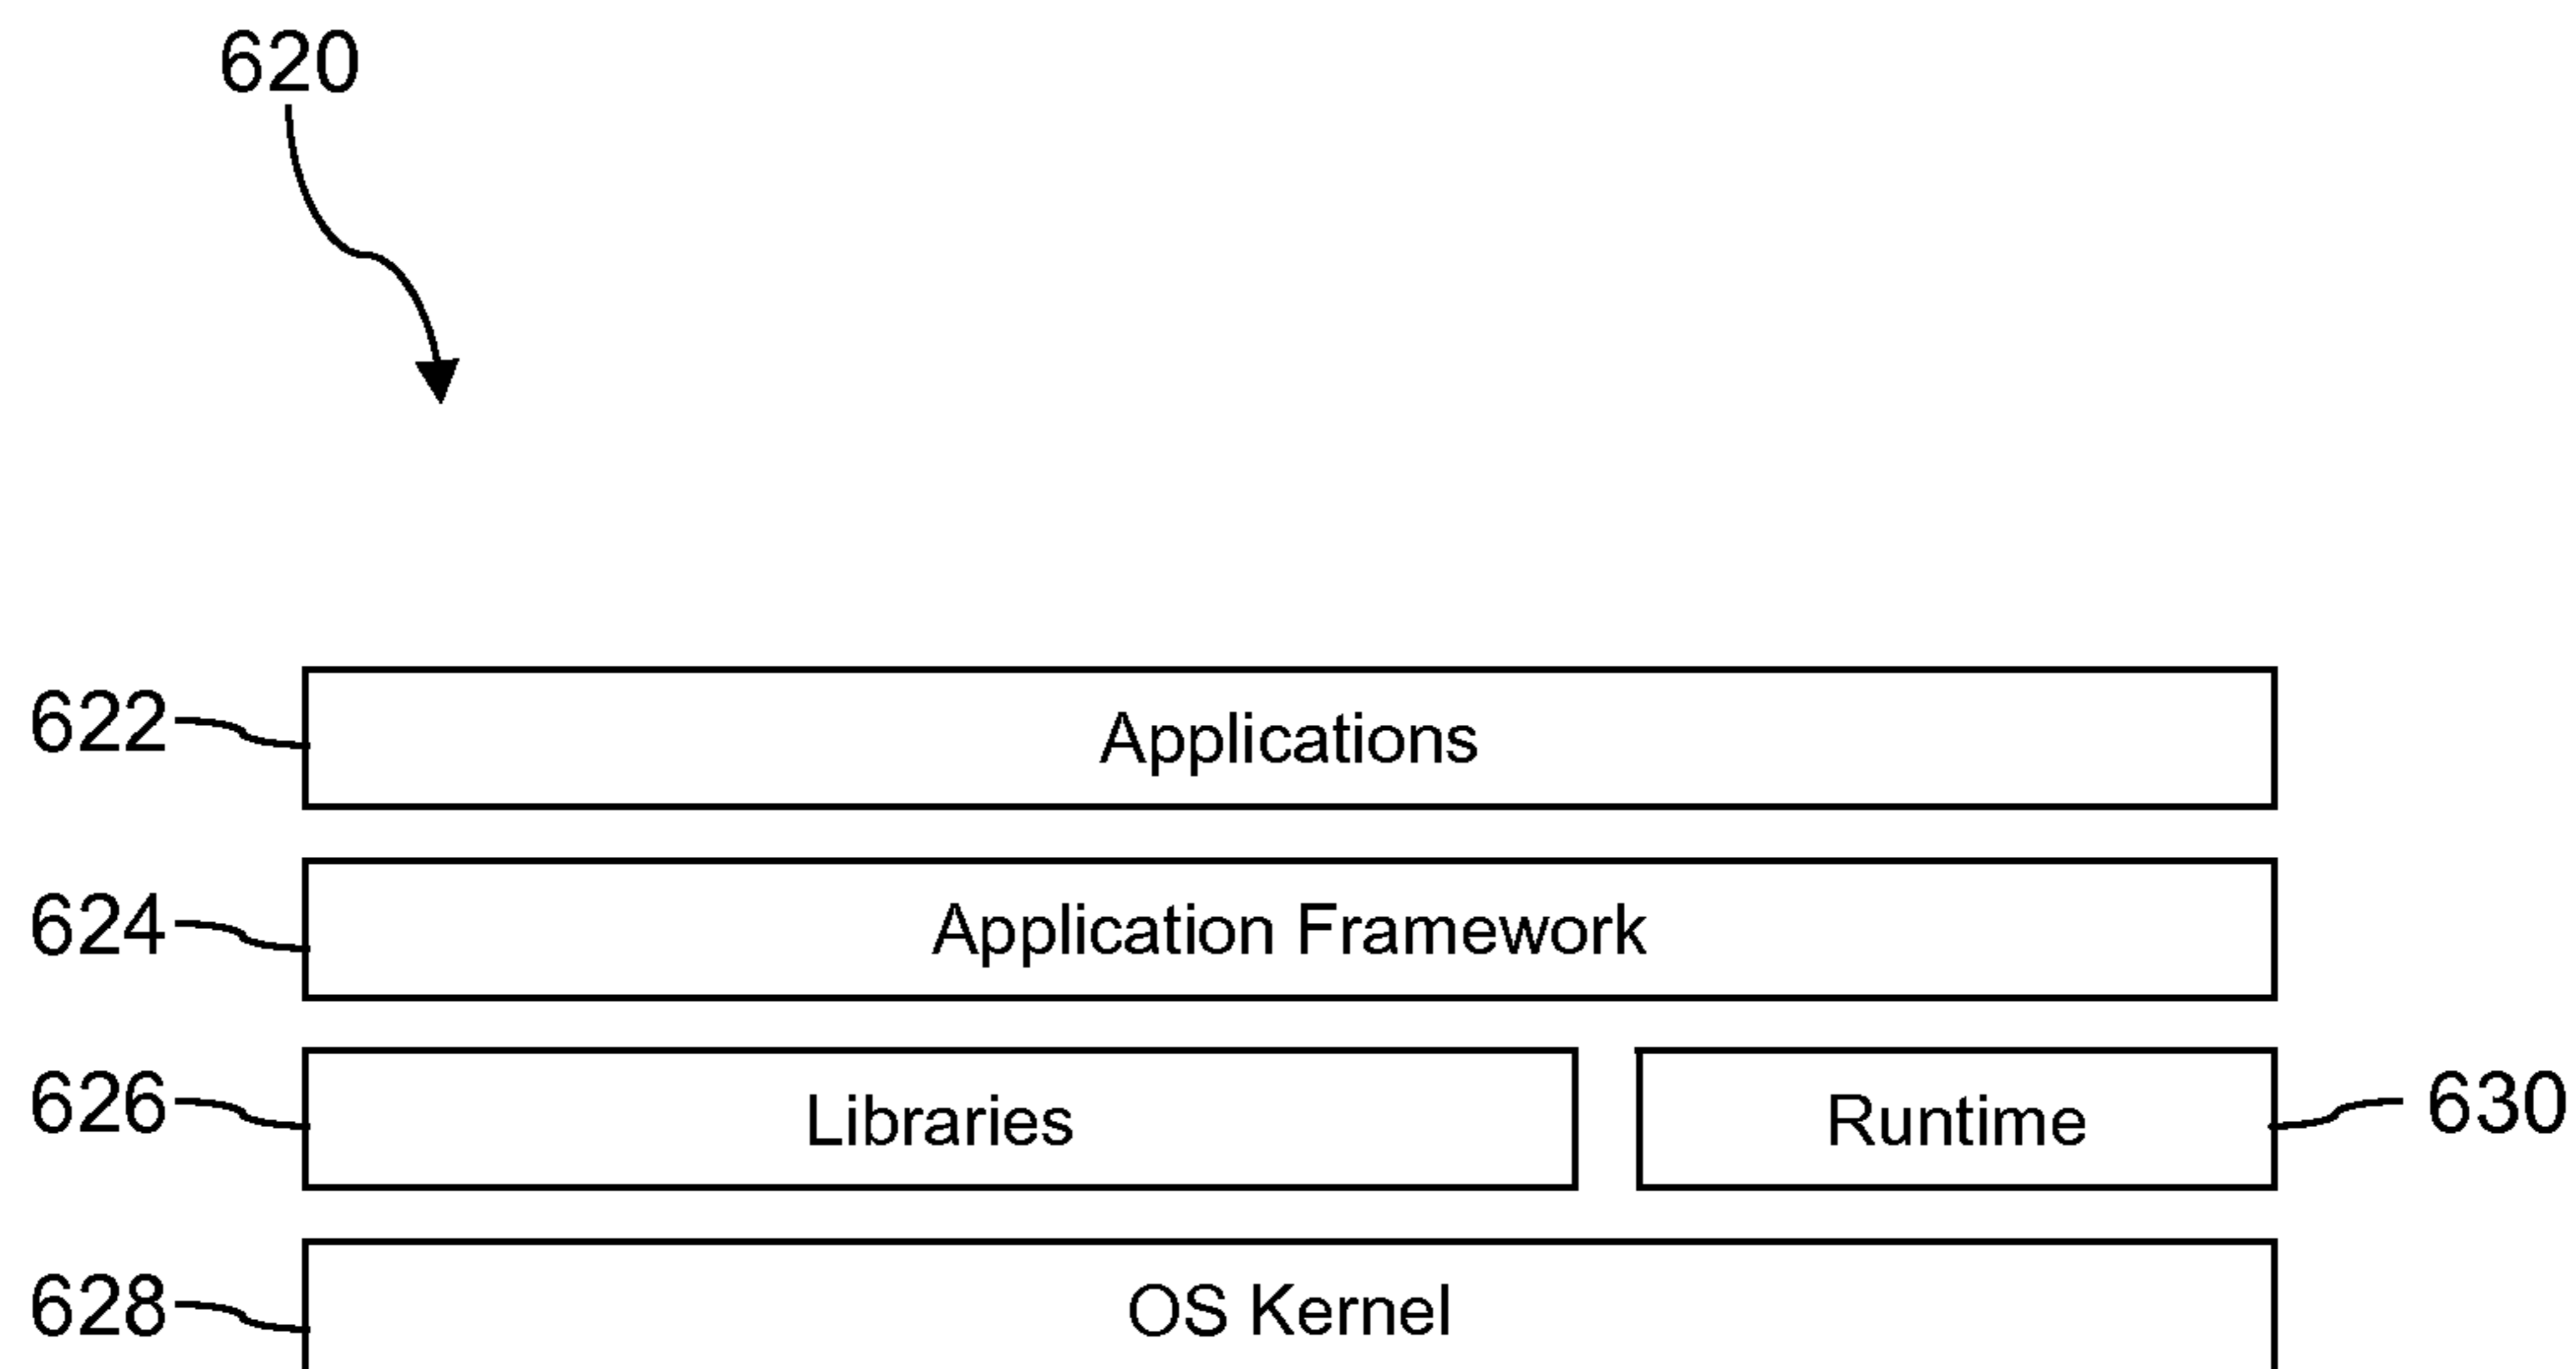 620
622 Applications
624 Application Framework
626 Libraries Runtime 630
628 OS Kernel